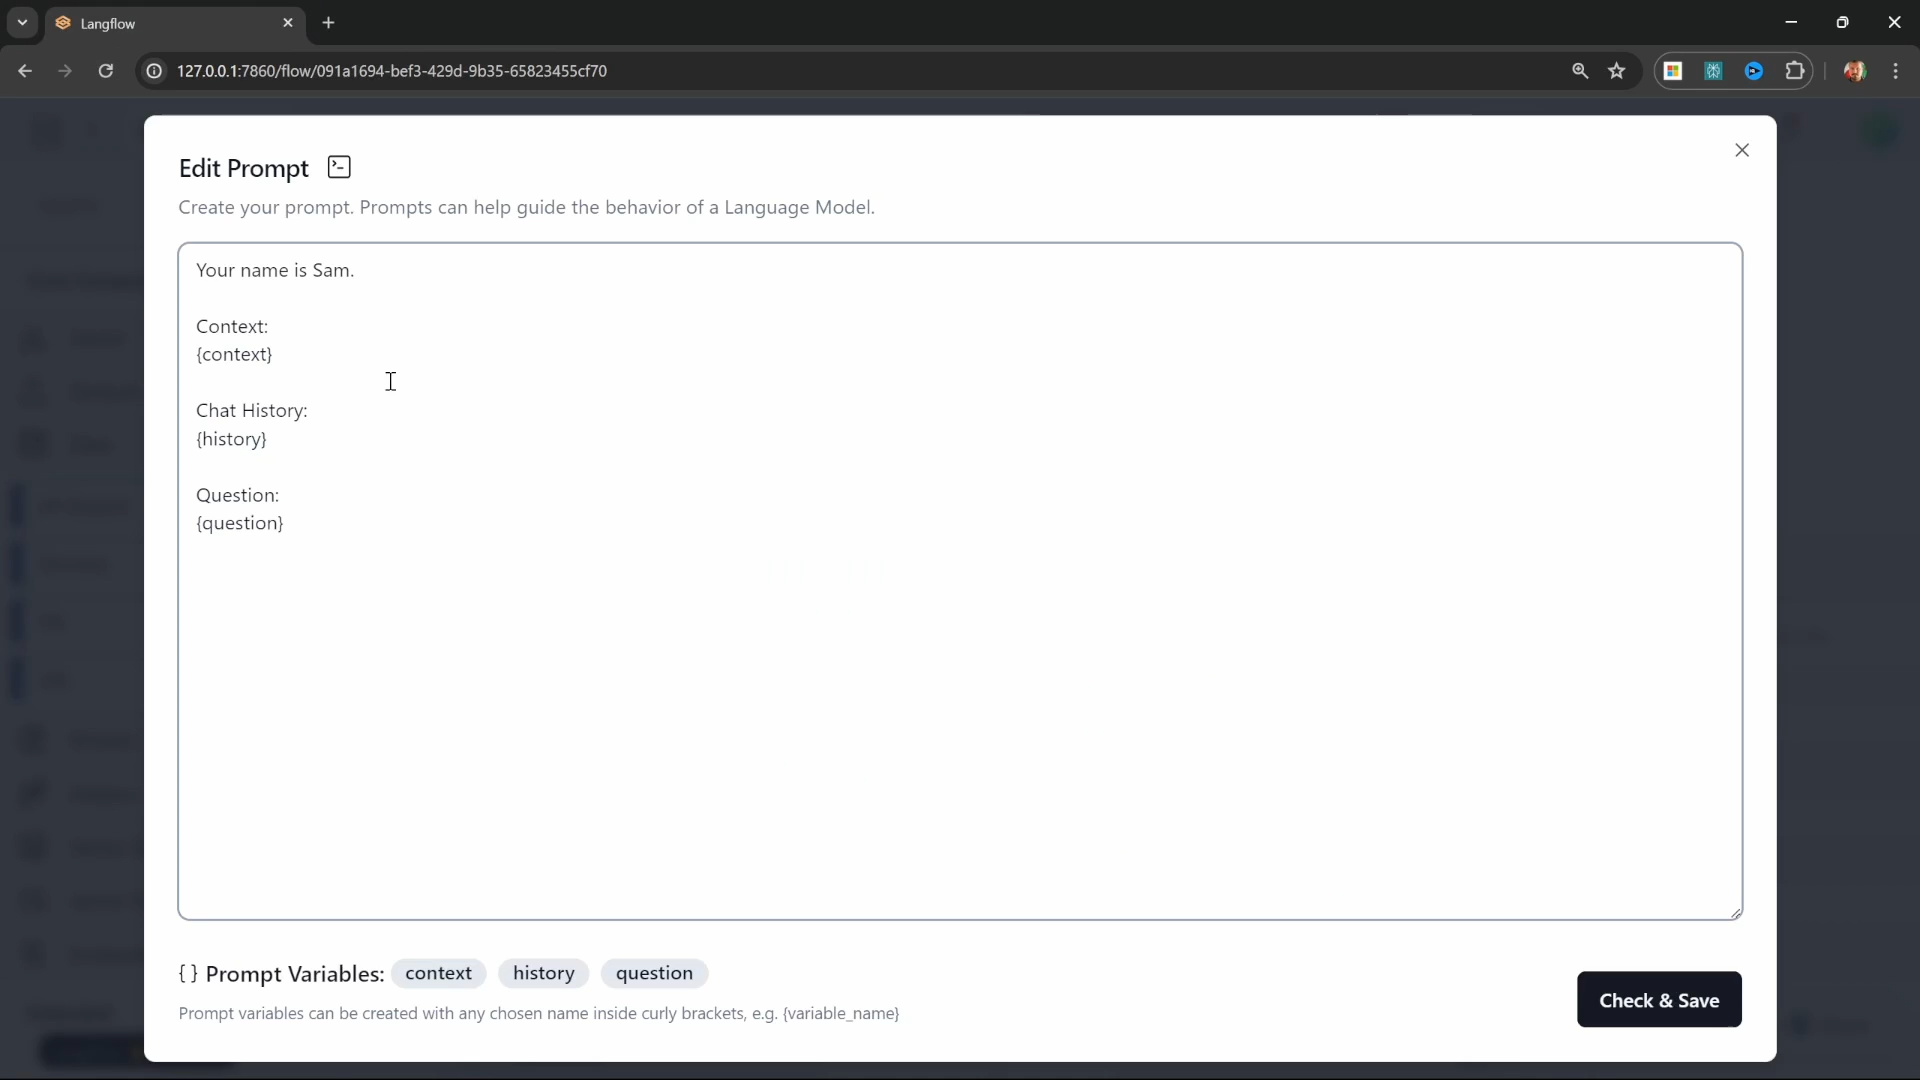 Langflow
127.0.0.1:7860/flow/091a1694-bef3-429d-9b35-65823455cf70
Edit Prompt
Create your prompt. Prompts can help guide the behavior of a Language Model.
Your name is Sam.
Context:
{context}
Chat History:
{history}
Question:
{question}
{ } Prompt Variables: context history question
Prompt variables can be created with any chosen name inside curly brackets, e.g. {variable_name}
Check & Save